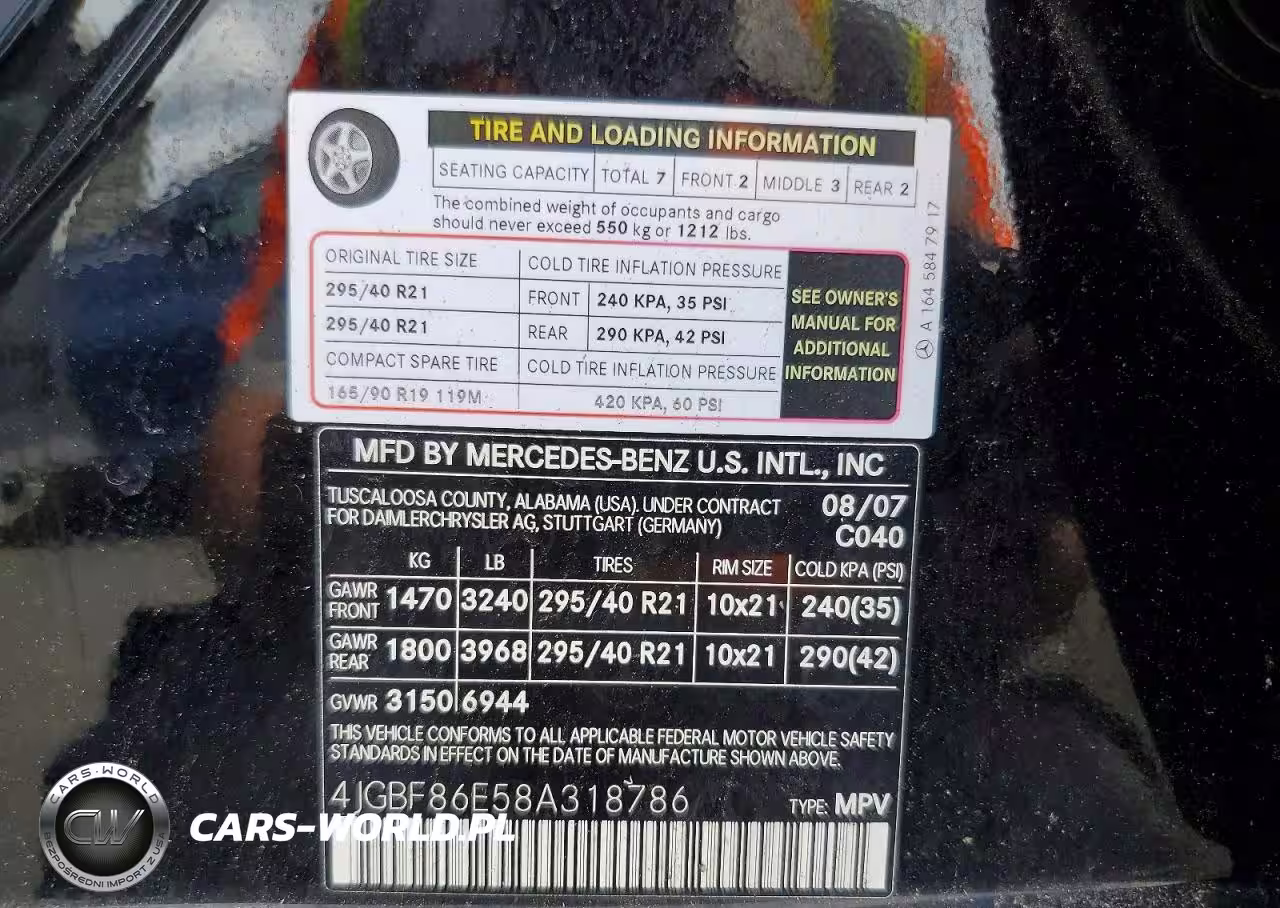 TIRE AND LOADING INFORMATION
SEATING CAPACITY TOTAL 7 FRONT 2 MIDDLE 3 REAR 2
The combined weight of occupants and cargo
should never exceed 550 kg or 1212 lbs.
ORIGINAL TIRE SIZE COLD TIRE INFLATION PRESSURE
295/40 R21 FRONT 240 KPA, 35 PSI
295/40 R21 REAR 290 KPA, 42 PSI
COMPACT SPARE TIRE COLD TIRE INFLATION PRESSURE
165/90 R19 119M 420 KPA, 60 PSI
SEE OWNER'S
MANUAL FOR
ADDITIONAL
INFORMATION
A 164 584 79 17
MFD BY MERCEDES-BENZ U.S. INTL., INC
TUSCALOOSA COUNTY, ALABAMA (USA). UNDER CONTRACT
FOR DAIMLERCHRYSLER AG, STUTTGART (GERMANY)
08/07
C040
KG LB TIRES RIM SIZE COLD KPA (PSI)
GAWR FRONT 1470 3240 295/40 R21 10x21 240(35)
GAWR REAR 1800 3968 295/40 R21 10x21 290(42)
GVWR 3150 6944
THIS VEHICLE CONFORMS TO ALL APPLICABLE FEDERAL MOTOR VEHICLE SAFETY
STANDARDS IN EFFECT ON THE DATE OF MANUFACTURE SHOWN ABOVE.
4JGBF86E58A318786 TYPE: MPV
CARS-WORLD
CW
BEZPOŚREDNI IMPORT Z USA
CARS-WORLD.PL